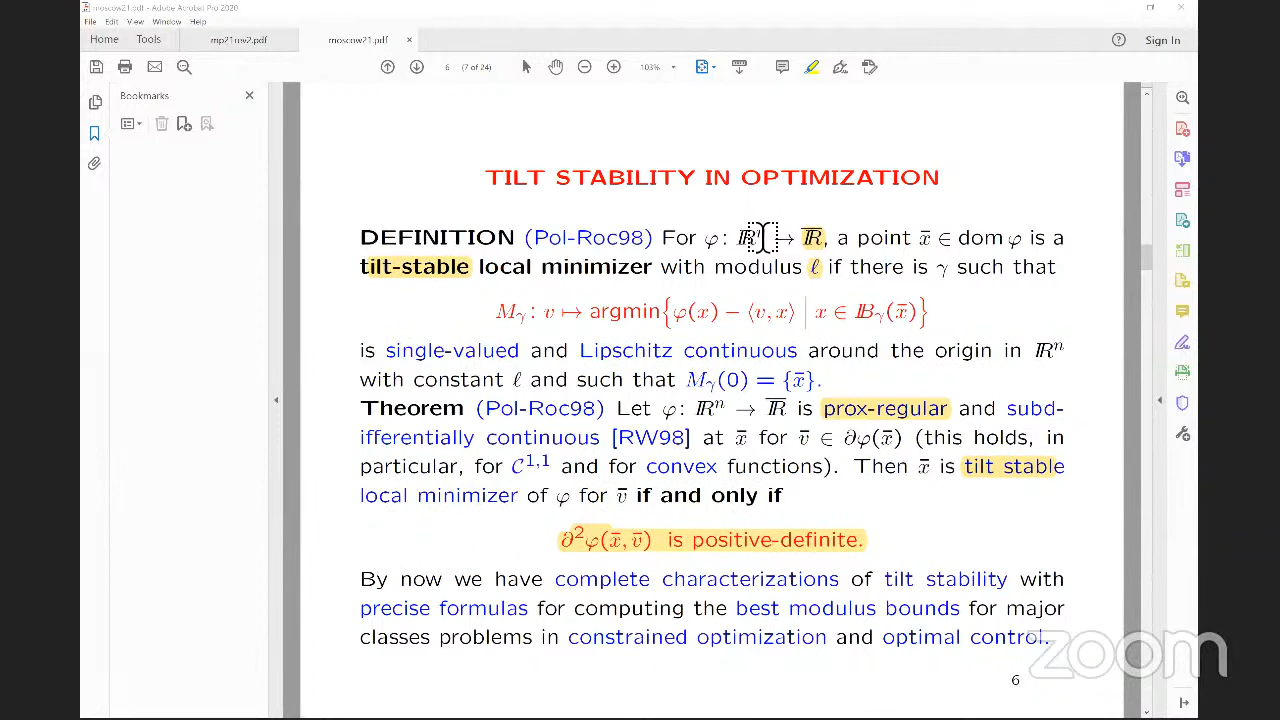 moscow21.pdf - Adobe Acrobat Pro 2020
File Edit View Window Help
Home Tools mp21rev2.pdf moscow21.pdf × Sign In
6 (7 of 24) 103%
Bookmarks
TILT STABILITY IN OPTIMIZATION
DEFINITION (Pol-Roc98) For φ: ℝⁿ → ℝ̅, a point x̄ ∈ dom φ is a
tilt-stable local minimizer with modulus ℓ if there is γ such that
M_γ: v ↦ argmin{φ(x) − ⟨v, x⟩ | x ∈ 𝔹_γ(x̄)}
is single-valued and Lipschitz continuous around the origin in ℝⁿ
with constant ℓ and such that M_γ(0) = {x̄}.
Theorem (Pol-Roc98) Let φ: ℝⁿ → ℝ̅ is prox-regular and subd-
ifferentially continuous [RW98] at x̄ for v̄ ∈ ∂φ(x̄) (this holds, in
particular, for C¹,¹ and for convex functions). Then x̄ is tilt stable
local minimizer of φ for v̄ if and only if
∂²φ(x̄, v̄) is positive-definite.
By now we have complete characterizations of tilt stability with
precise formulas for computing the best modulus bounds for major
classes problems in constrained optimization and optimal control.
zoom
6